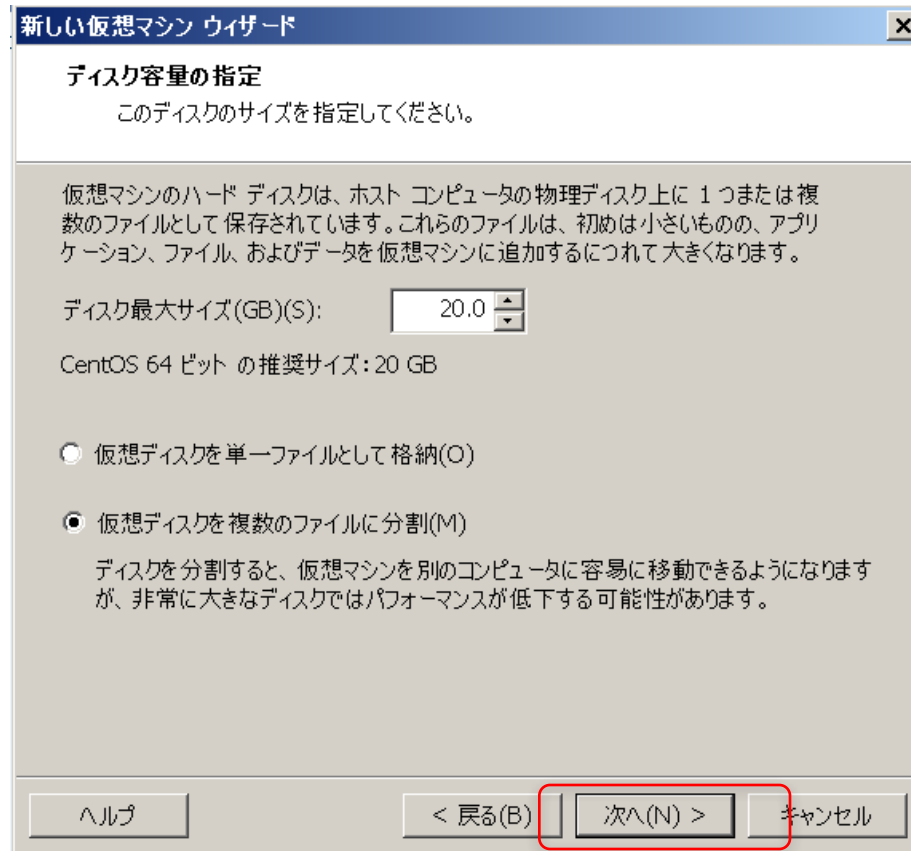 新しい仮想マシン ウィザード
ディスク容量の指定
このディスクのサイズを指定してください。
仮想マシンのハード ディスクは、ホスト コンピュータの物理ディスク上に 1 つまたは複
数のファイルとして保存されています。これらのファイルは、初めは小さいものの、アプリ
ケーション、ファイル、およびデータを仮想マシンに追加するにつれて大きくなります。
ディスク最大サイズ(GB)(S): 20.0
CentOS 64 ビット の推奨サイズ: 20 GB
仮想ディスクを単一ファイルとして格納(O)
仮想ディスクを複数のファイルに分割(M)
ディスクを分割すると、仮想マシンを別のコンピュータに容易に移動できるようになります
が、非常に大きなディスクではパフォーマンスが低下する可能性があります。
ヘルプ < 戻る(B) 次へ(N) > キャンセル